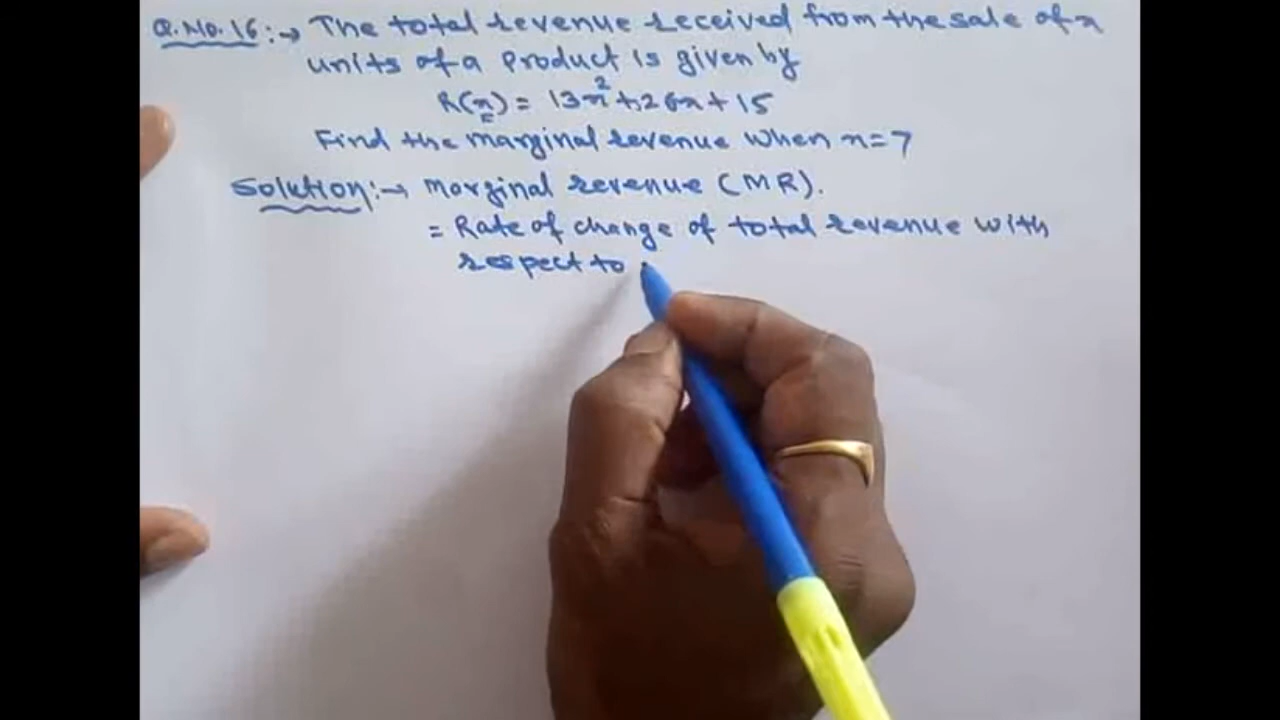 Q.No.16:→ The total revenue received from the sale of x
units of a product is given by
R(x) = 13x² + 26x + 15
Find the marginal revenue when x=7
Solution:→ Marginal revenue (MR).
= Rate of change of total revenue with
respect to